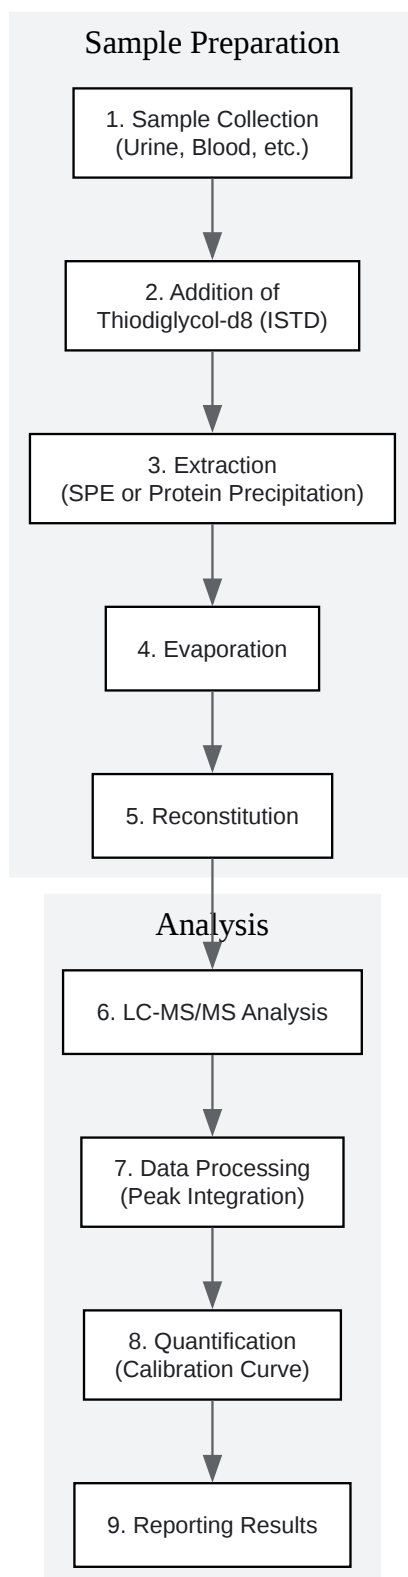 Sample Preparation
1. Sample Collection
(Urine, Blood, etc.)
2. Addition of
Thiodiglycol-d8 (ISTD)
3. Extraction
(SPE or Protein Precipitation)
4. Evaporation
5. Reconstitution
Analysis
6. LC-MS/MS Analysis
7. Data Processing
(Peak Integration)
8. Quantification
(Calibration Curve)
9. Reporting Results